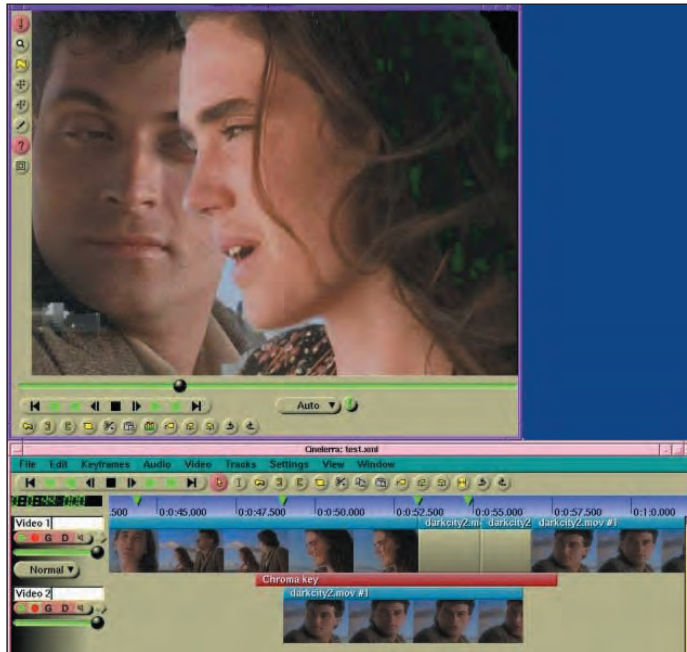 Auto
Cinelerra: test.xml
File Edit Keyframes Audio Video Tracks Settings View Window
.500 0:0:45.000 0:0:47.500 0:0:50.000 0:0:52.500 0:0:55.000 0:0:57.500 0:1:0.000
Video 1
darkcity2.m darkcity2 darkcity2.mov #1
G D
Normal
Chroma key
Video 2
darkcity2.mov #1
G D